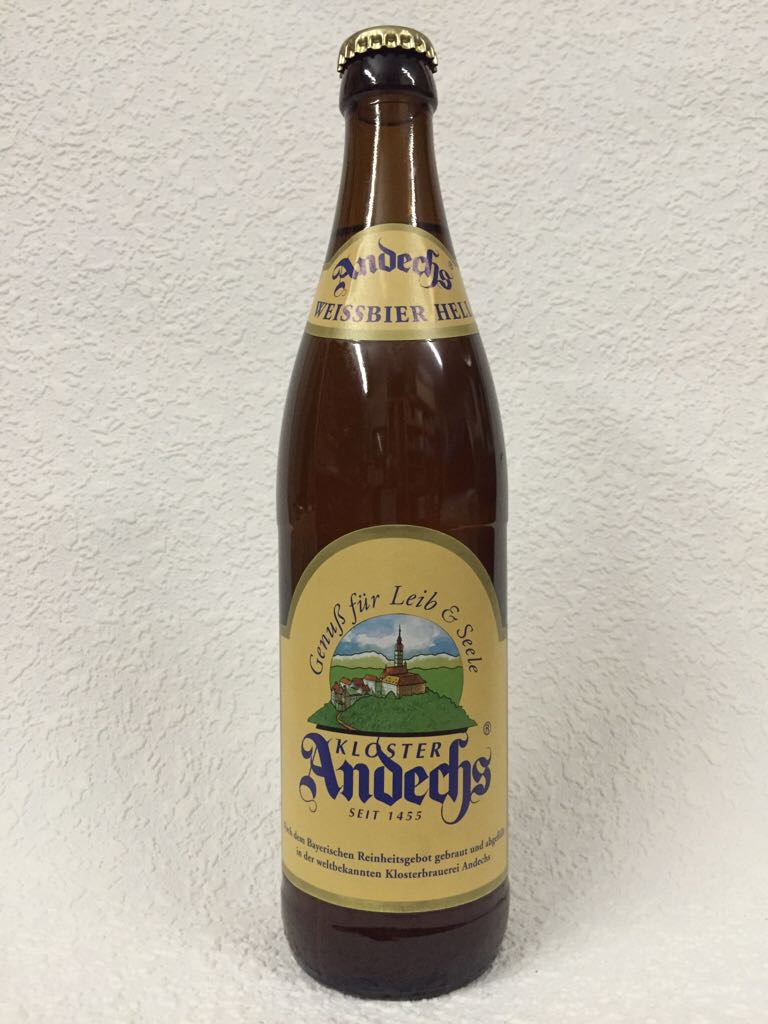 Andechs
WEISSBIER HELL
Genuß für Leib & Seele
KLOSTER
Andechs ®
SEIT 1455
Nach dem Bayerischen Reinheitsgebot gebraut und abgefüllt
in der weltbekannten Klosterbrauerei Andechs